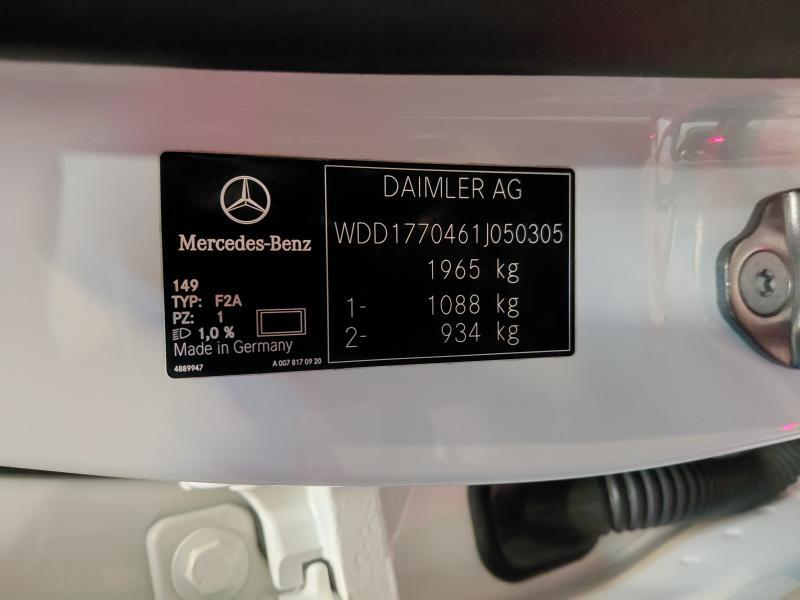 Mercedes-Benz
149
TYP: F2A
PZ: 1
1,0 %
Made in Germany
4889947
A 007 817 09 20
DAIMLER AG
WDD1770461J050305
1965 kg
1- 1088 kg
2- 934 kg